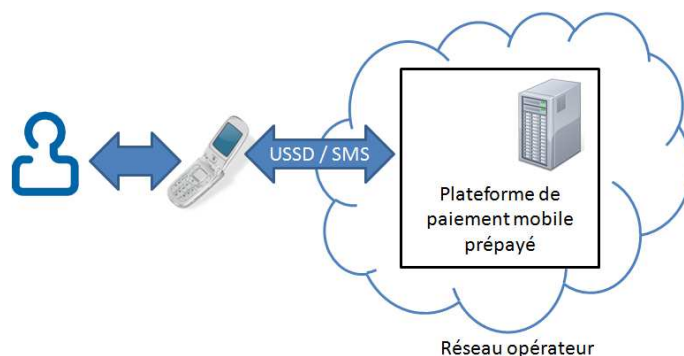 USSD / SMS
Plateforme de
paiement mobile
prépayé
Réseau opérateur